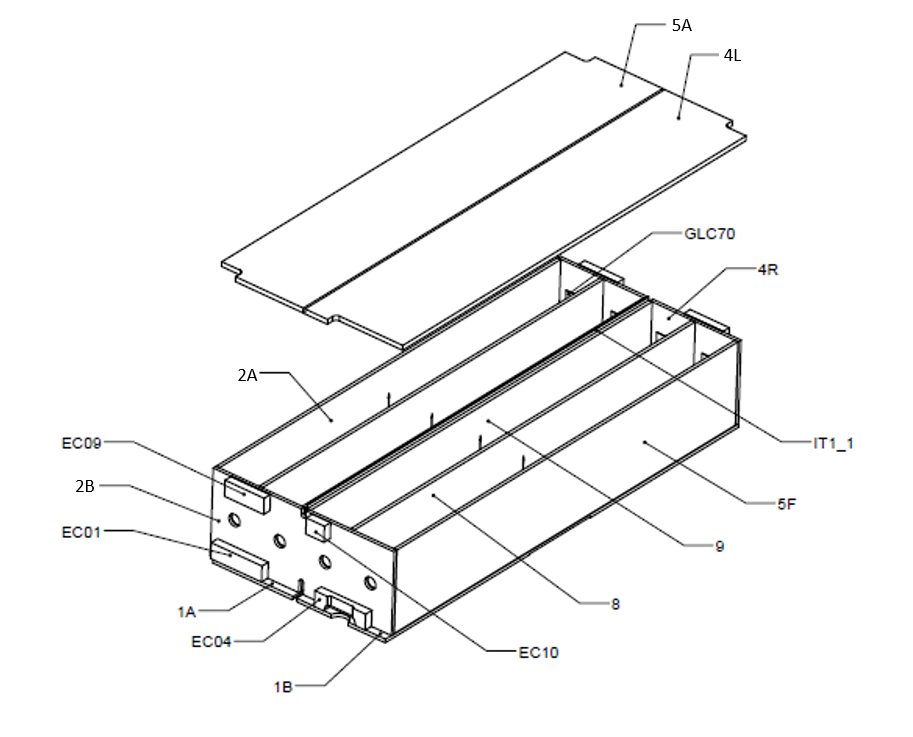 5A
4L
GLC70
4R
2A
EC09
IT1_1
2B
5F
EC01
9
8
1A
EC04
EC10
1B